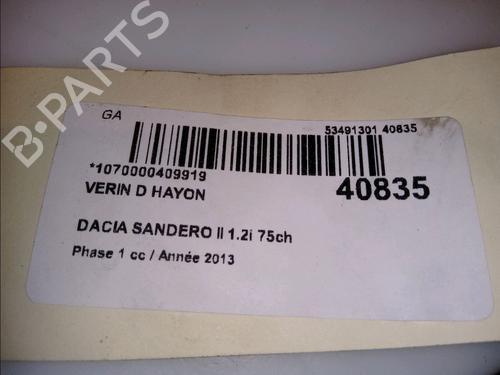 B-PARTS
GA
53491301 40835
*1070000409919
VERIN D HAYON
40835
DACIA SANDERO II 1.2i 75ch
Phase 1 cc / Année 2013